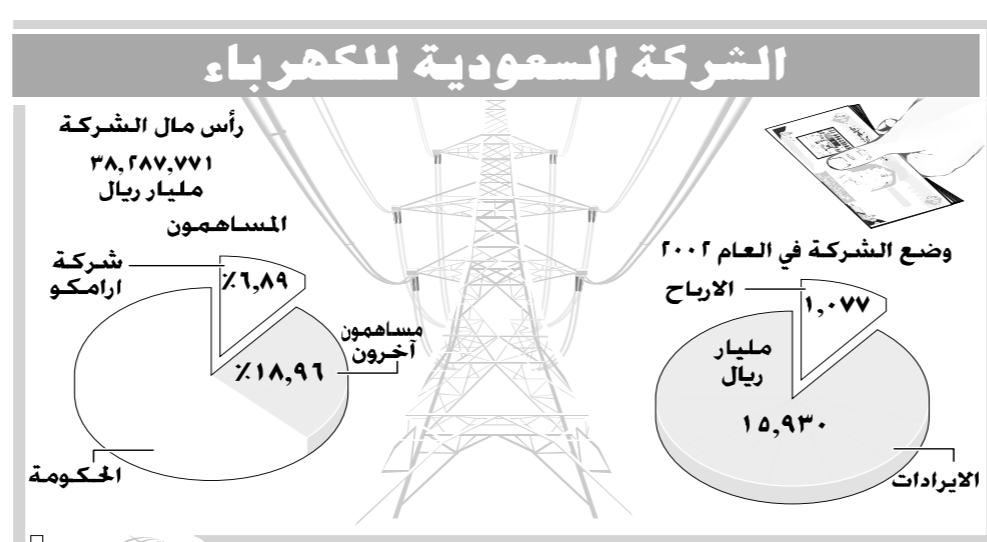 الشركة السعودية للكهرباء
وضع الشركة في العام ٢٠٠٢
الارباح
١,٠٧٧
مليار
ريال
١٥,٩٣٠
الايرادات
رأس مال الشركة
٣٨,٢٨٧,٧٧١
مليار ريال
المساهمون
شركة
ارامكو
٪٦,٨٩
مساهمون
آخرون
٪١٨,٩٦
الحكومة